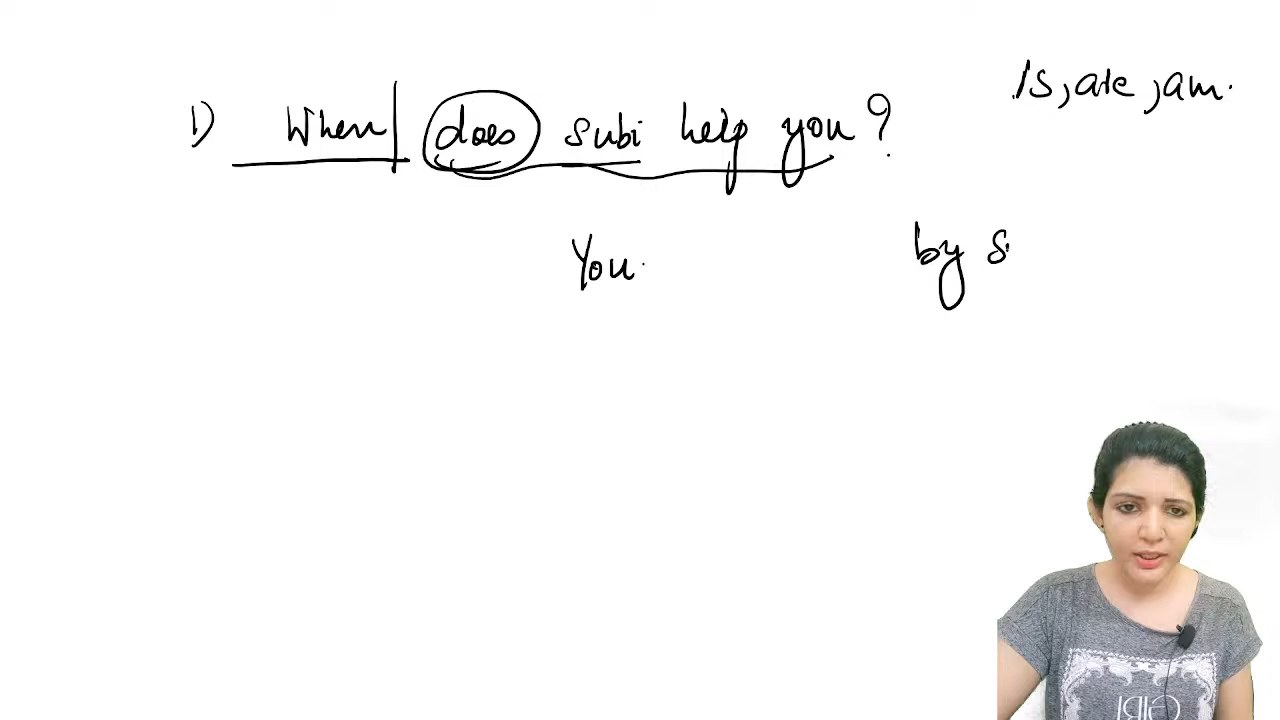 1) When does subi help you?
is, are, am.
You.
by s